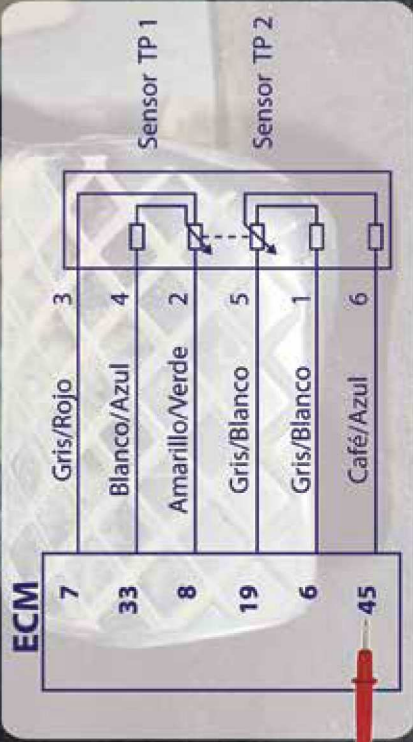 ECM
7 Gris/Rojo 3
33 Blanco/Azul 4
8 Amarillo/Verde 2
19 Gris/Blanco 5
6 Gris/Blanco 1
45 Café/Azul 6
Sensor TP 1
Sensor TP 2